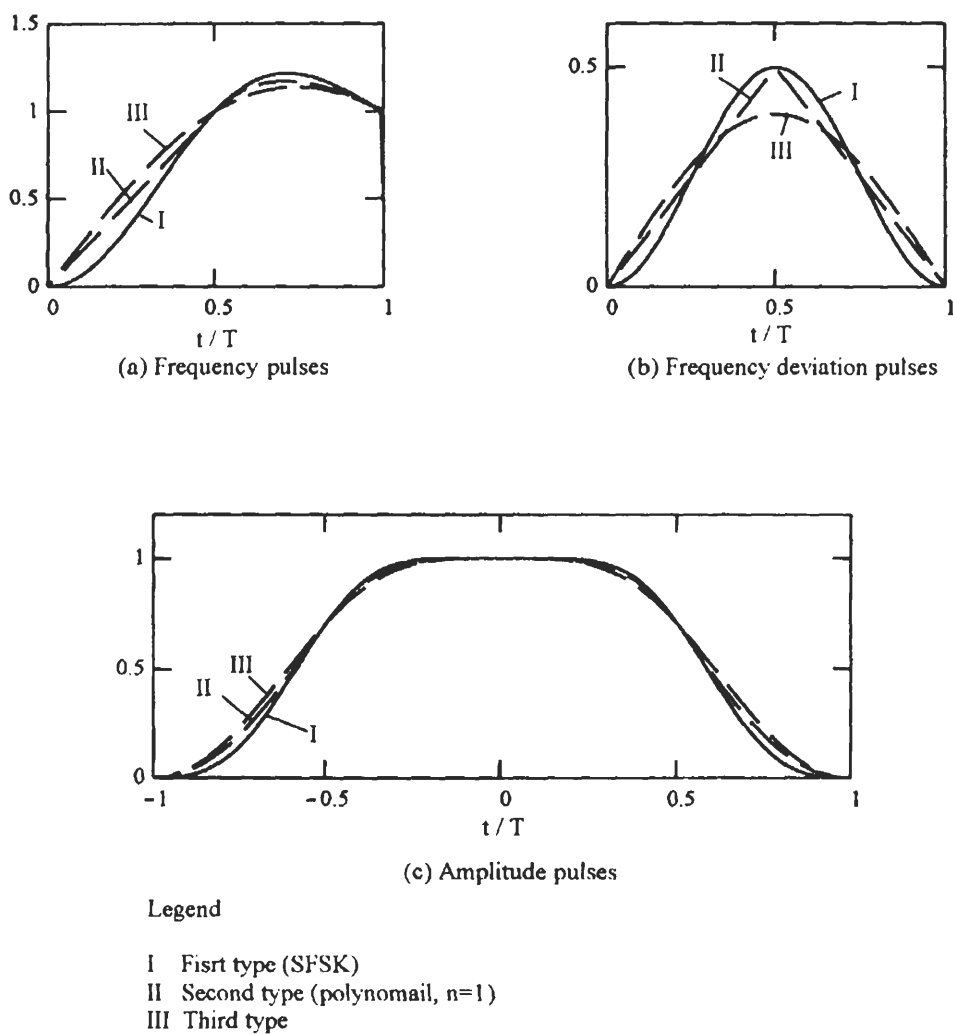 1.5
1
0.5
0
III
II
I
0 0.5 1
t / T
(a) Frequency pulses
0.5
0
II
I
III
0 0.5 1
t / T
(b) Frequency deviation pulses
1
0.5
0
III
II
I
-1 -0.5 0 0.5 1
t / T
(c) Amplitude pulses
Legend
I Fisrt type (SFSK)
II Second type (polynomail, n=1)
III Third type